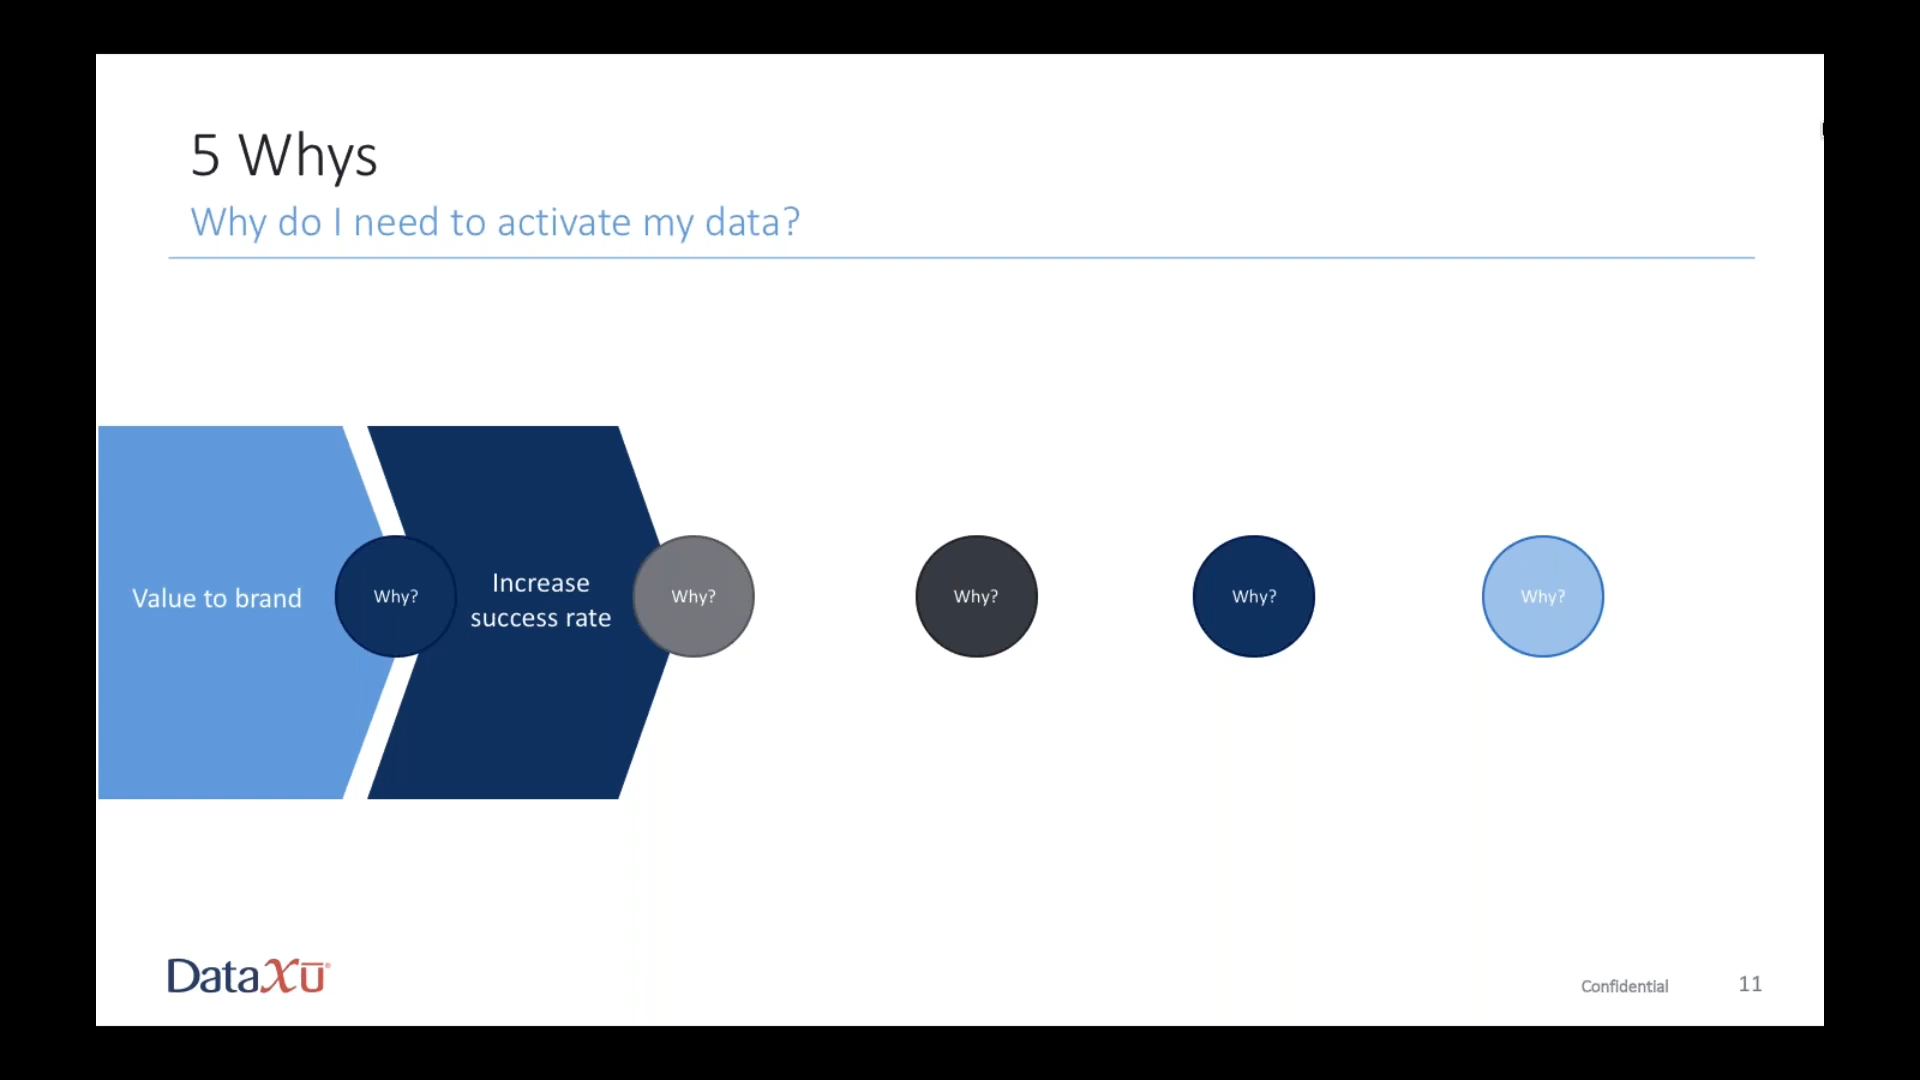 5 Whys
Why do I need to activate my data?
Value to brand
Why?
Increase
success rate
Why?
Why?
Why?
Why?
DataXū®
Confidential
11